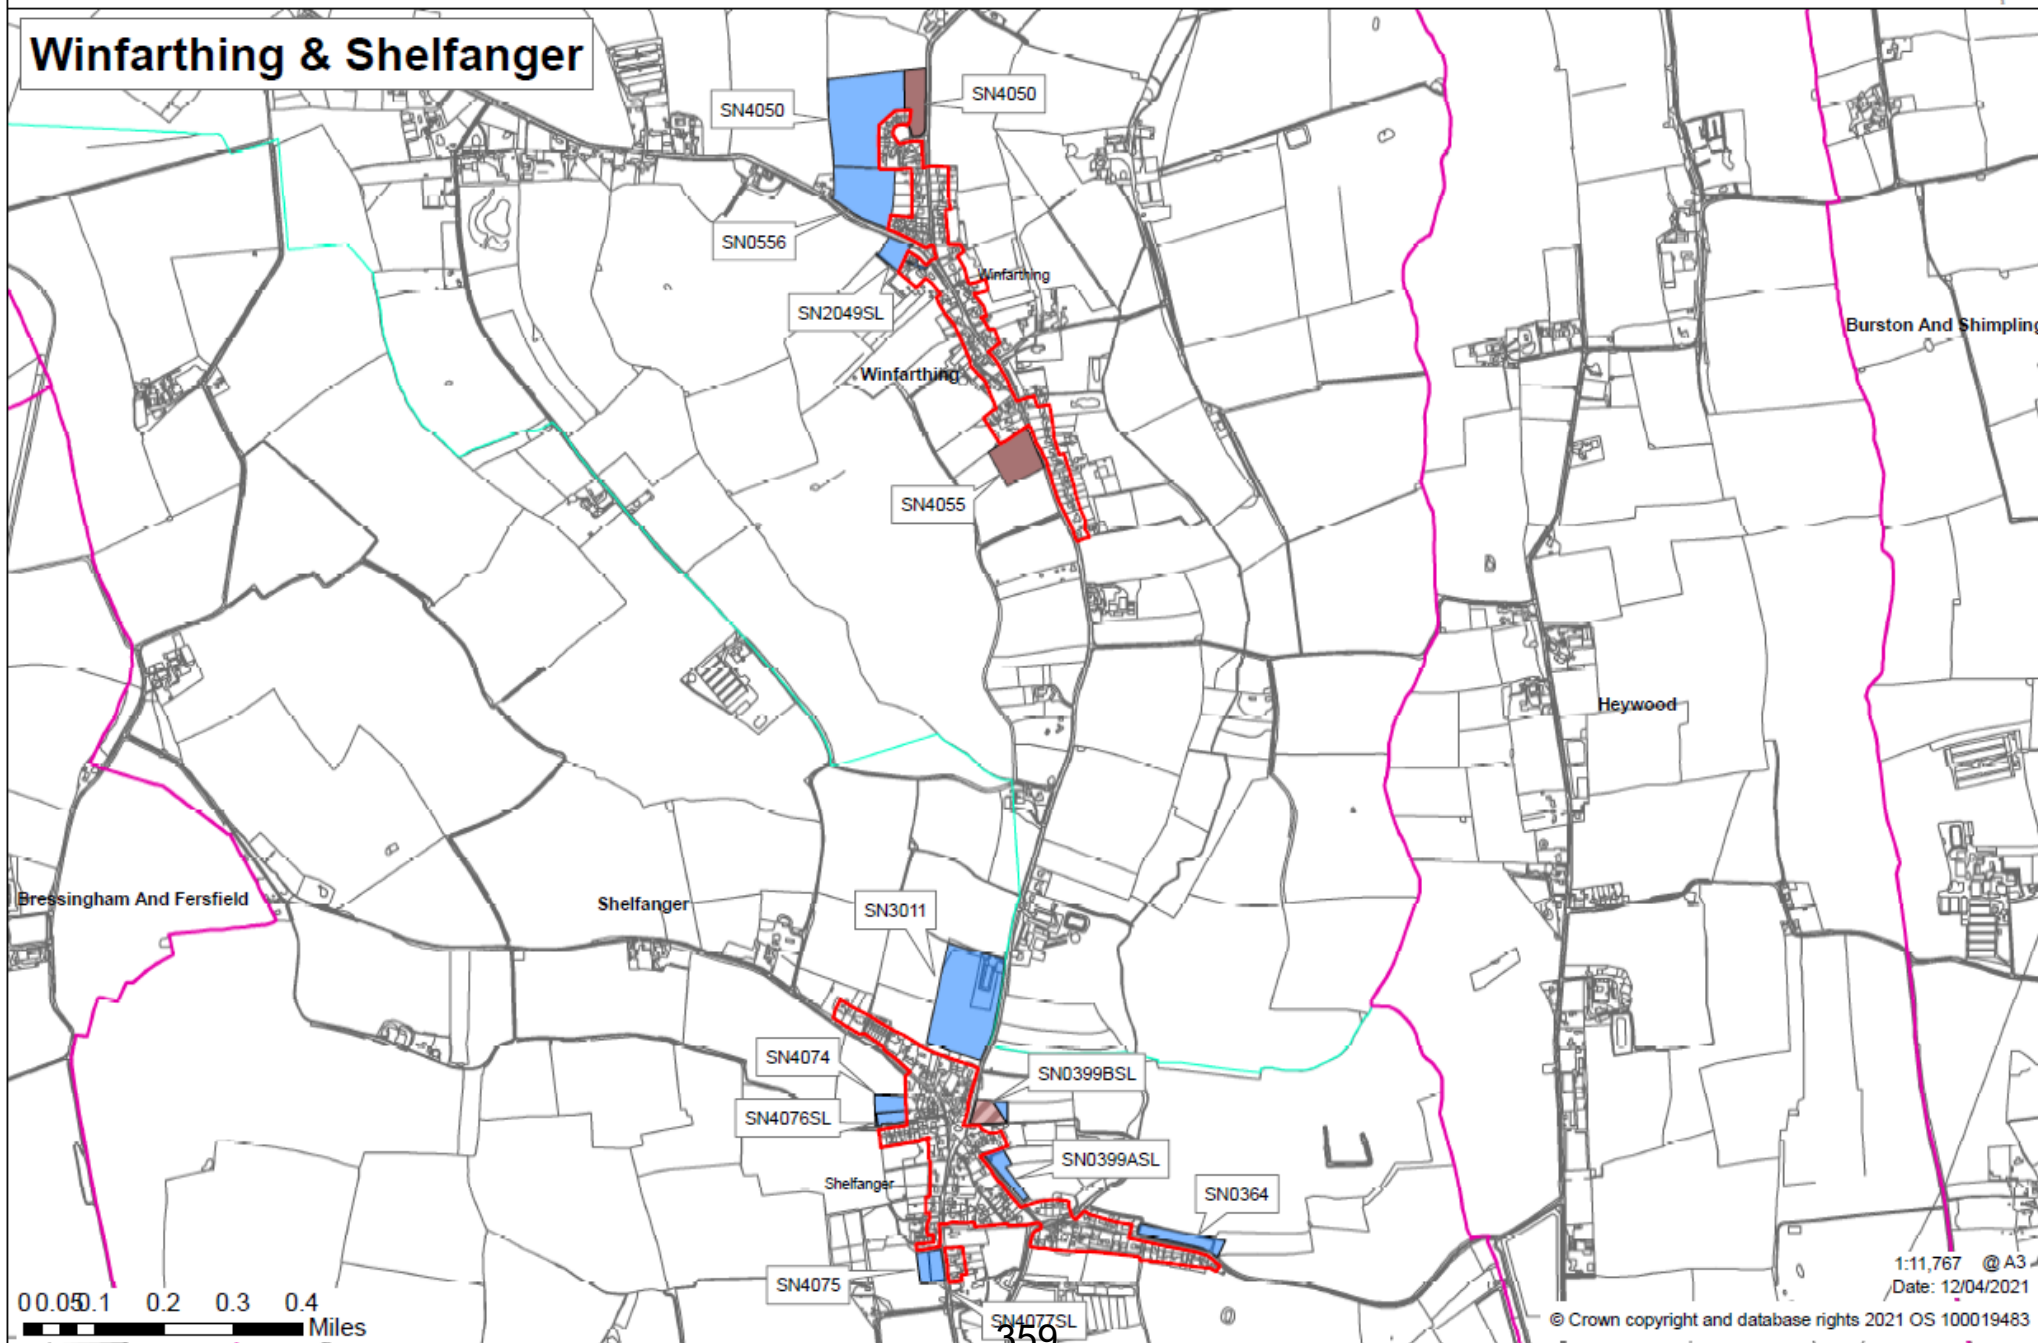 Winfarthing & Shelfanger
SN4050
SN4050
SN0556
Winfarthing
SN2049SL
Burston And Shimpling
Winfarthing
SN4055
Heywood
Bressingham And Fersfield
Shelfanger
SN3011
SN4074
SN0399BSL
SN4076SL
SN0399ASL
Shelfanger
SN0364
SN4075
SN4077SL
0 0.05 0.1 0.2 0.3 0.4
Miles
1:11,767 @ A3
Date: 12/04/2021
© Crown copyright and database rights 2021 OS 100019483
359